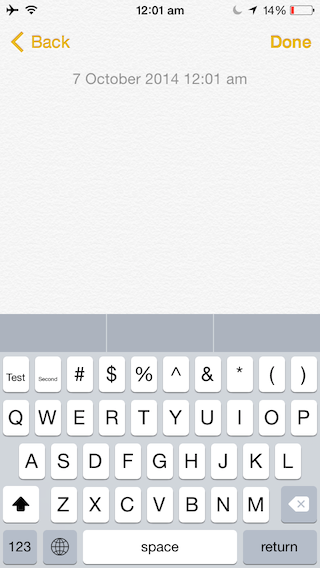 12:01 am 14%
Back Done
7 October 2014 12:01 am
Test Second # $ % ^ & * ( )
Q W E R T Y U I O P
A S D F G H J K L
Z X C V B N M
123 space return